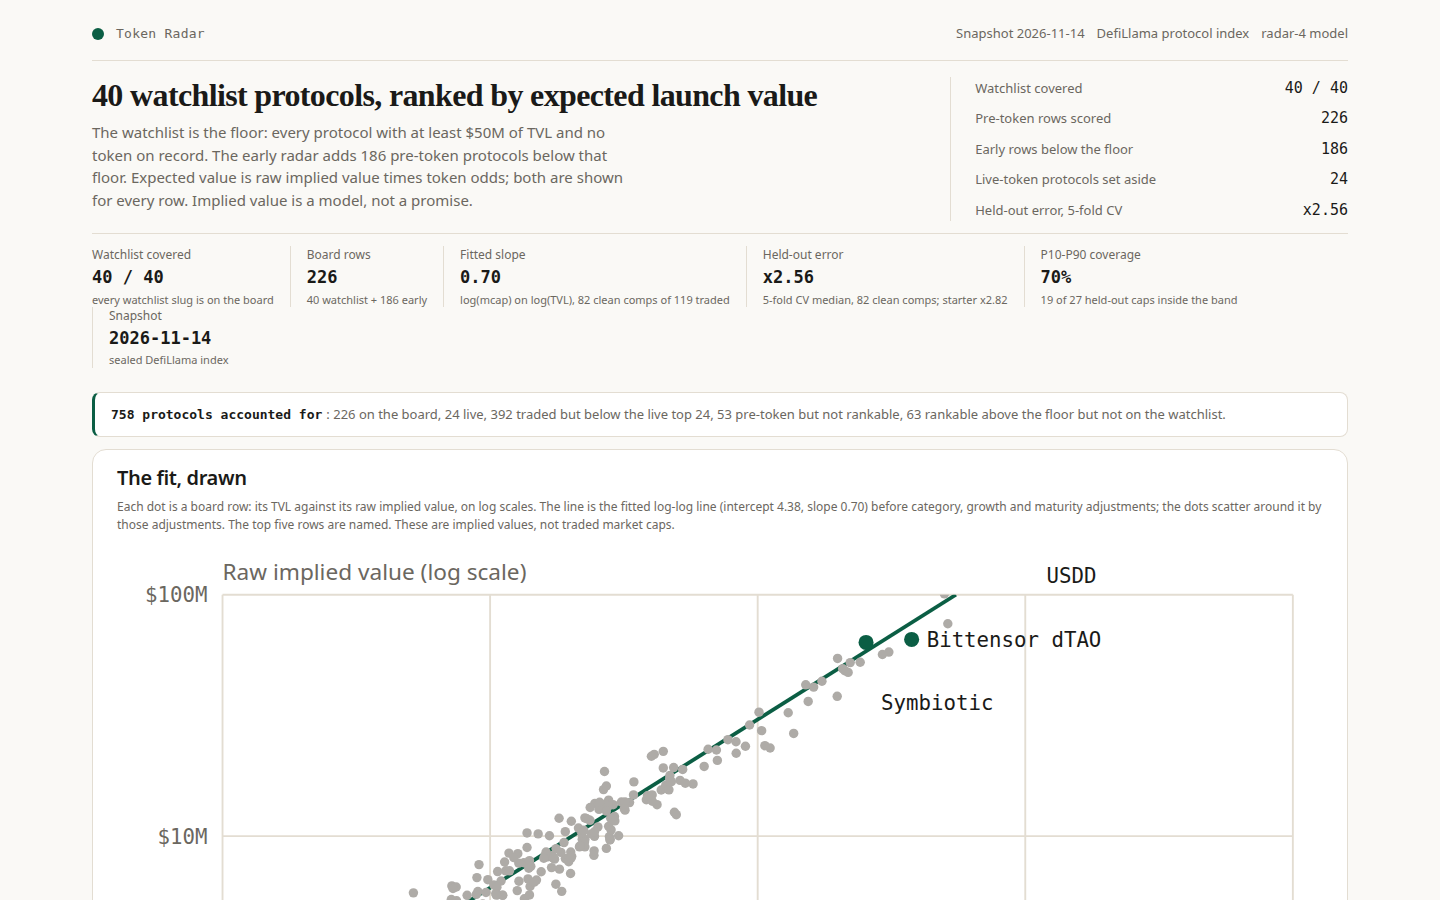 Token Radar
Snapshot 2026-11-14 DefiLlama protocol index radar-4 model
40 watchlist protocols, ranked by expected launch value
The watchlist is the floor: every protocol with at least $50M of TVL and no
token on record. The early radar adds 186 pre-token protocols below that
floor. Expected value is raw implied value times token odds; both are shown
for every row. Implied value is a model, not a promise.
Watchlist covered 40 / 40
Pre-token rows scored 226
Early rows below the floor 186
Live-token protocols set aside 24
Held-out error, 5-fold CV x2.56
Watchlist covered
40 / 40
every watchlist slug is on the board
Board rows
226
40 watchlist + 186 early
Fitted slope
0.70
log(mcap) on log(TVL), 82 clean comps of 119 traded
Held-out error
x2.56
5-fold CV median, 82 clean comps; starter x2.82
P10-P90 coverage
70%
19 of 27 held-out caps inside the band
Snapshot
2026-11-14
sealed DefiLlama index
758 protocols accounted for : 226 on the board, 24 live, 392 traded but below the live top 24, 53 pre-token but not rankable, 63 rankable above the floor but not on the watchlist.
The fit, drawn
Each dot is a board row: its TVL against its raw implied value, on log scales. The line is the fitted log-log line (intercept 4.38, slope 0.70) before category, growth and maturity adjustments; the dots scatter around it by
those adjustments. The top five rows are named. These are implied values, not traded market caps.
Raw implied value (log scale)
USDD
$100M
Bittensor dTAO
Symbiotic
$10M